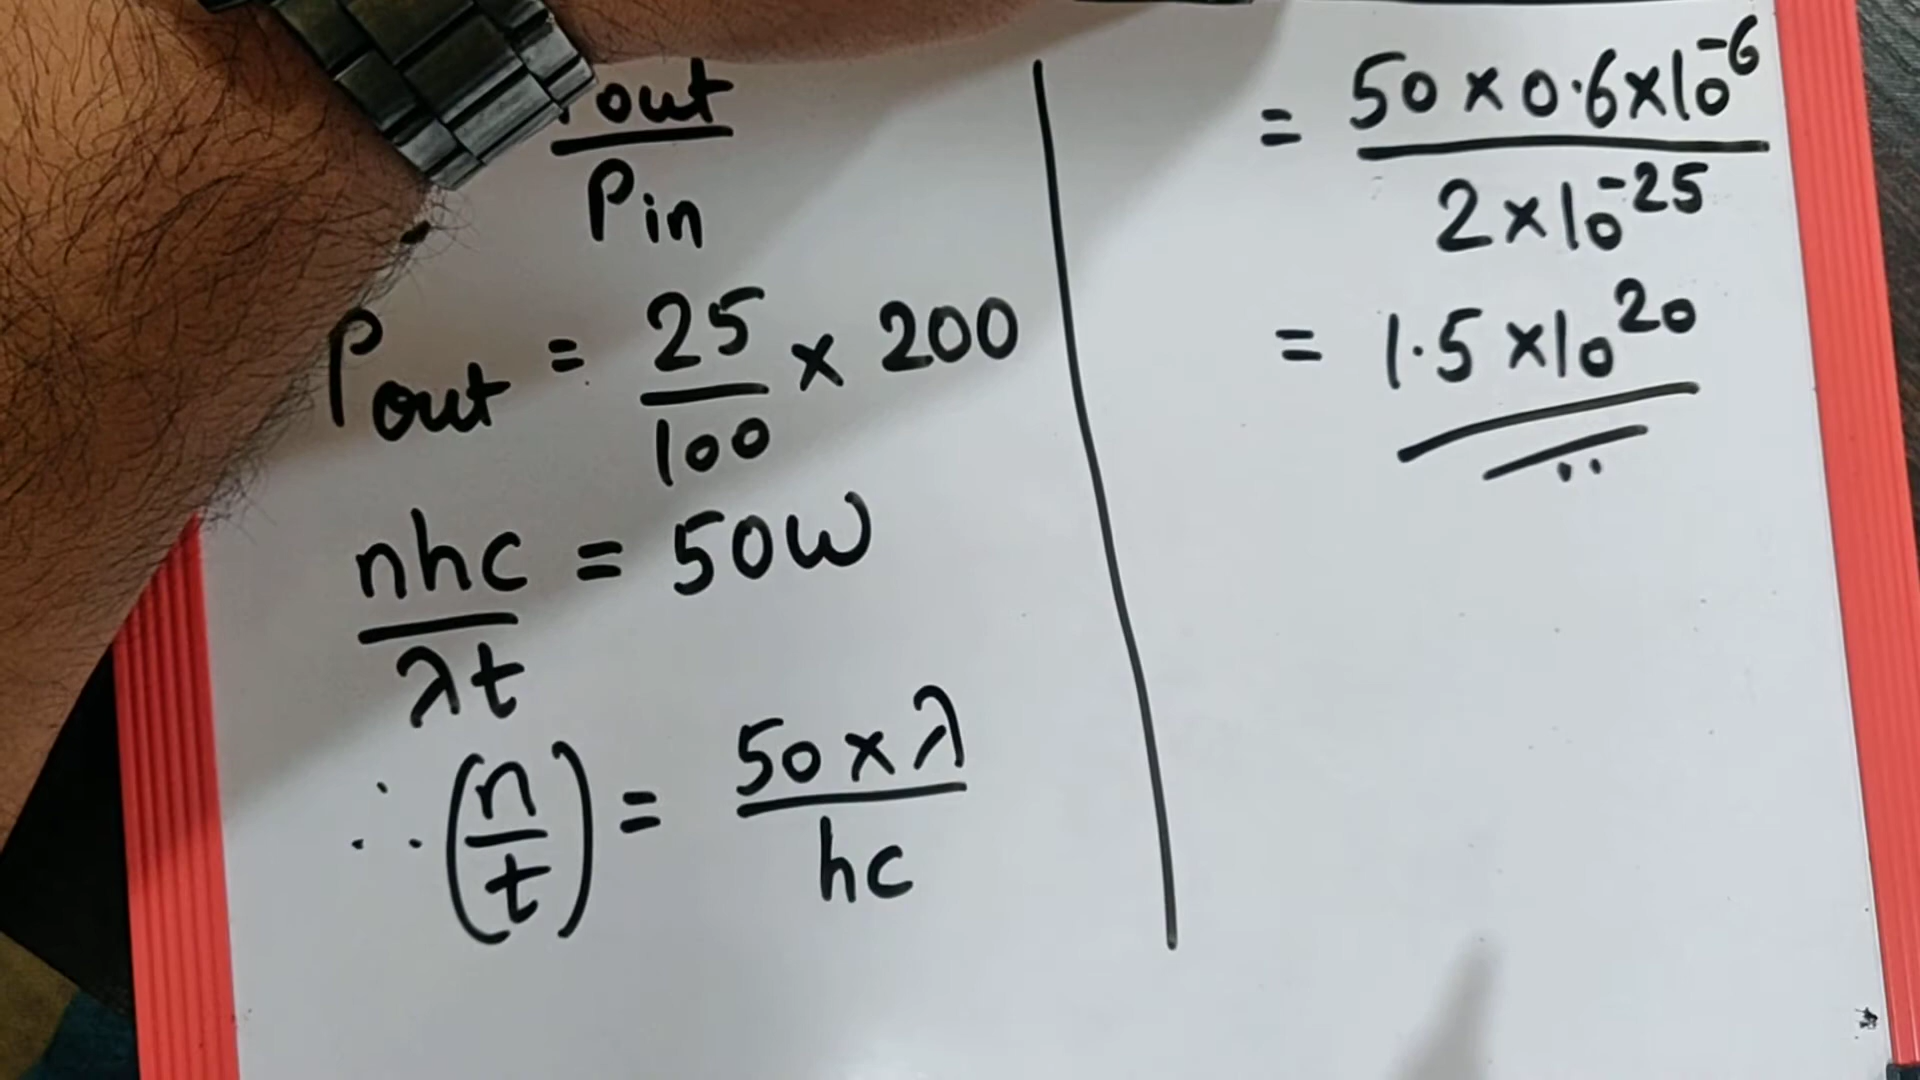 out
Pin
Pout = 25/100 × 200
nhc/λt = 50W
∴ (n/t) = 50 × λ/hc
= 50 × 0.6 × 10⁻⁶/2 × 10⁻²⁵
= 1.5 × 10²⁰